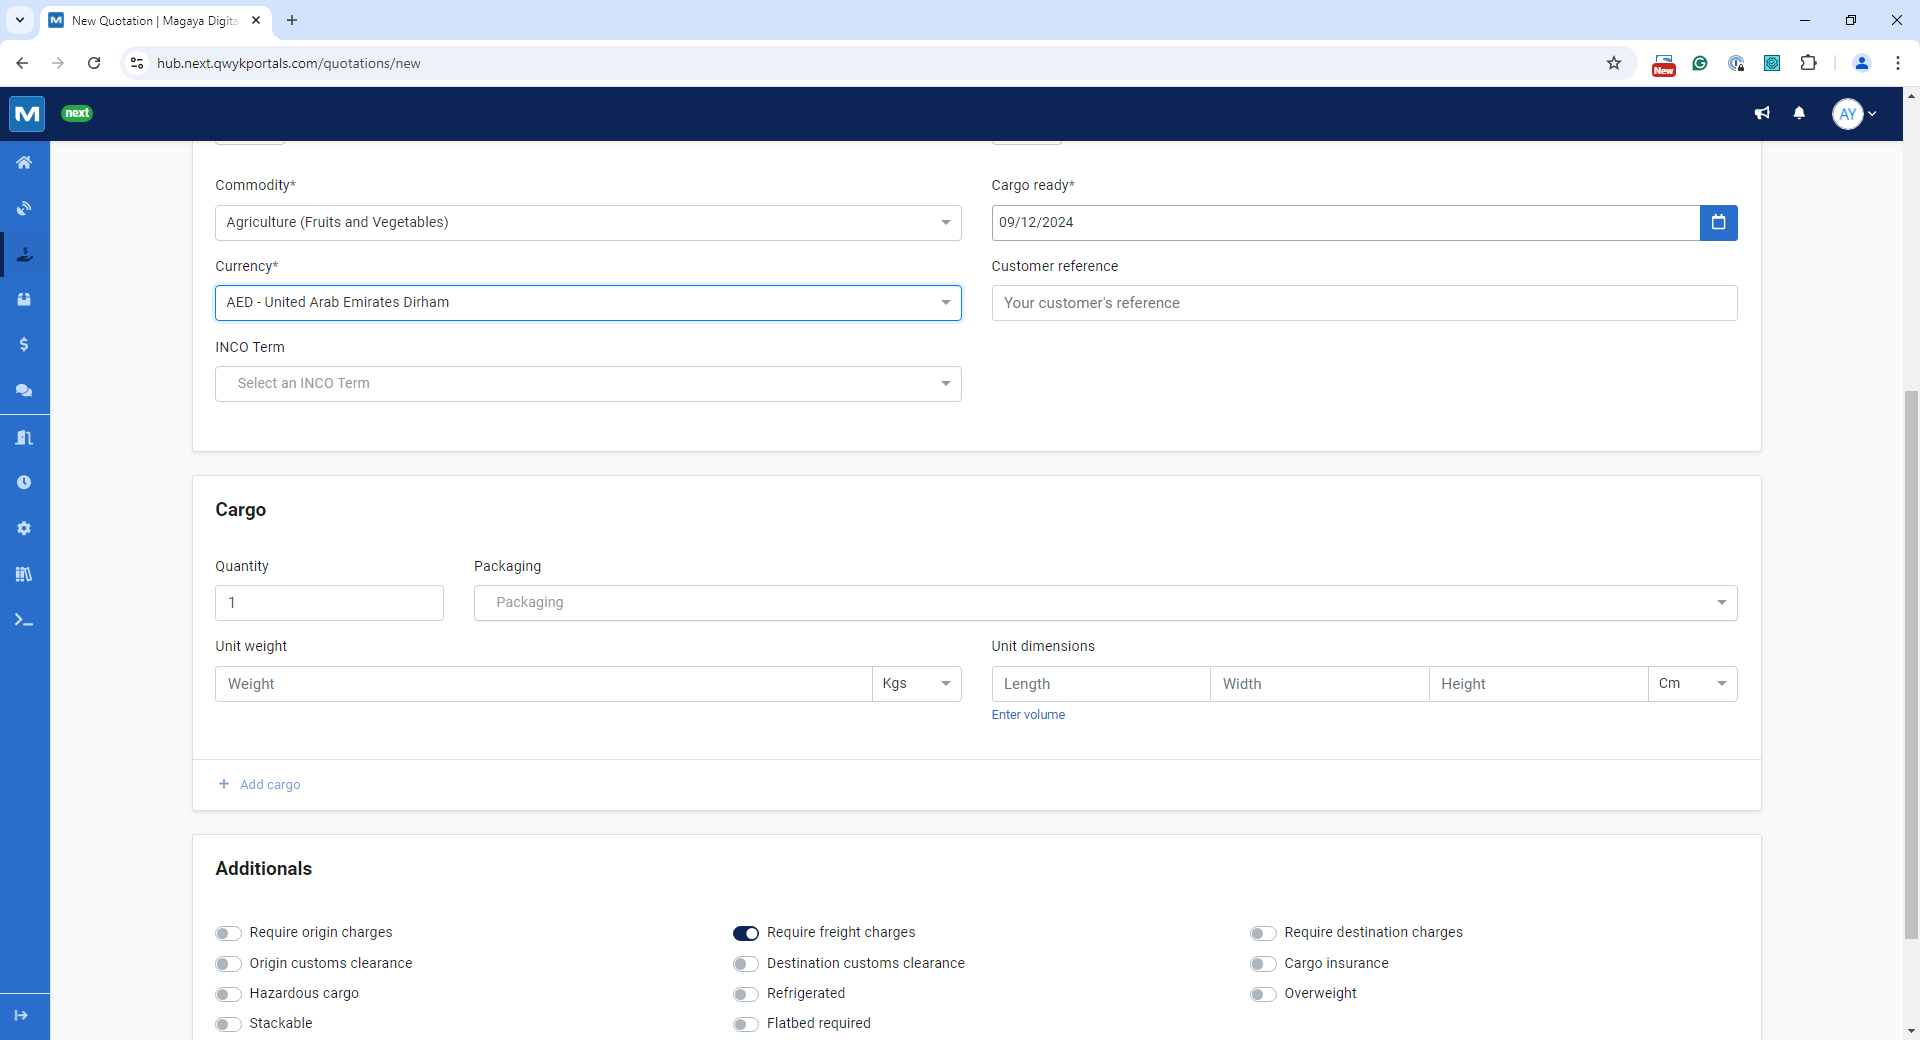 New Quotation | Magaya Digita
hub.next.qwykportals.com/quotations/new
New
M next
AY
Commodity*
Cargo ready*
Agriculture (Fruits and Vegetables)
09/12/2024
Currency*
Customer reference
AED - United Arab Emirates Dirham
Your customer's reference
INCO Term
Select an INCO Term
Cargo
Quantity
Packaging
1
Packaging
Unit weight
Unit dimensions
Weight
Kgs
Length
Width
Height
Cm
Enter volume
+ Add cargo
Additionals
Require origin charges
Require freight charges
Require destination charges
Origin customs clearance
Destination customs clearance
Cargo insurance
Hazardous cargo
Refrigerated
Overweight
Stackable
Flatbed required